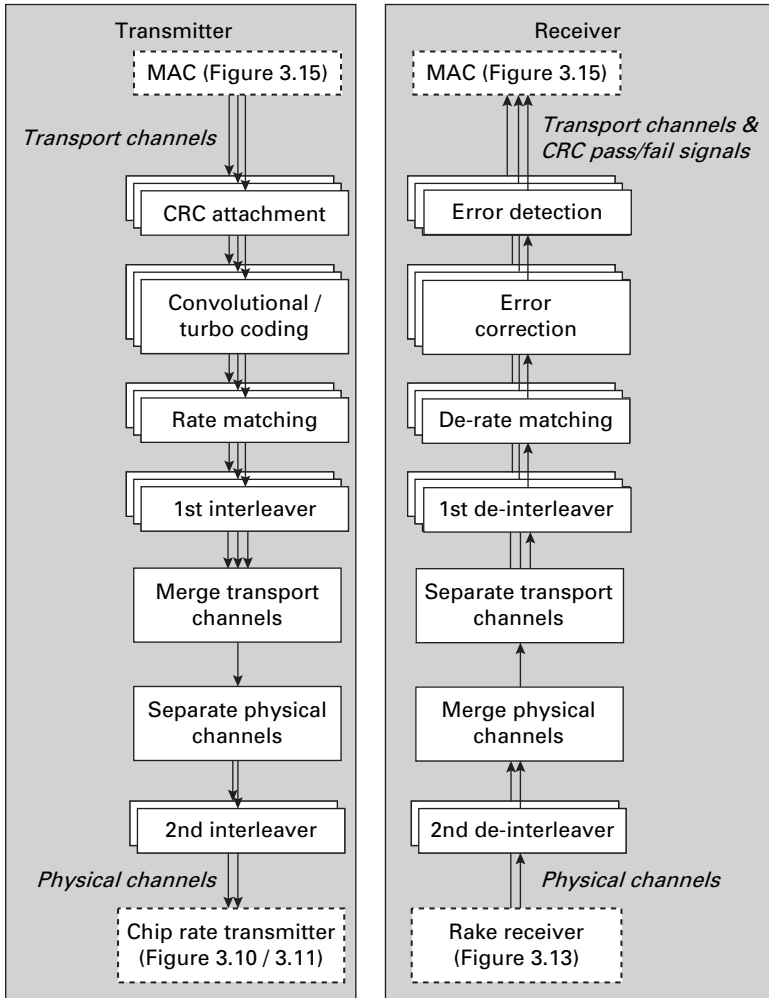 Transmitter
MAC (Figure 3.15)
Transport channels
CRC attachment
Convolutional /
turbo coding
Rate matching
1st interleaver
Merge transport
channels
Separate physical
channels
2nd interleaver
Physical channels
Chip rate transmitter
(Figure 3.10 / 3.11)
Receiver
MAC (Figure 3.15)
Transport channels &
CRC pass/fail signals
Error detection
Error
correction
De-rate matching
1st de-interleaver
Separate transport
channels
Merge physical
channels
2nd de-interleaver
Physical channels
Rake receiver
(Figure 3.13)